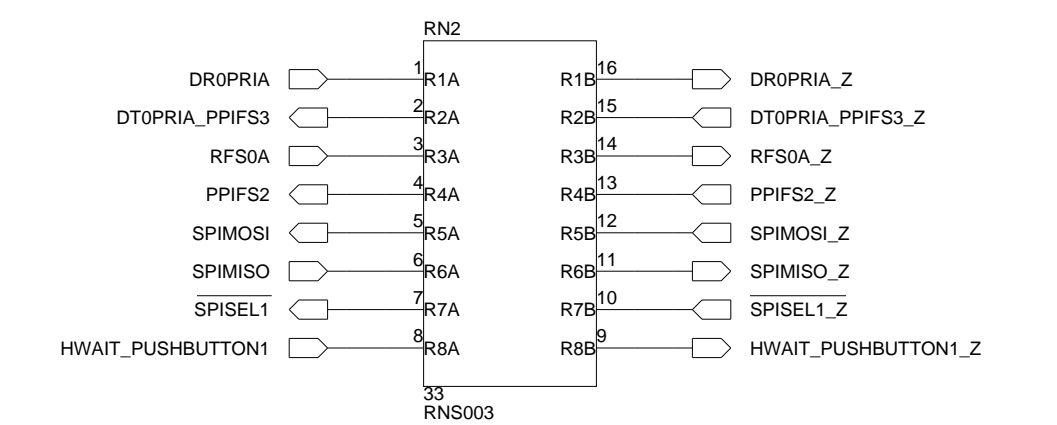 RN2
DR0PRIA 1 R1A R1B 16 DR0PRIA_Z
DT0PRIA_PPIFS3 2 R2A R2B 15 DT0PRIA_PPIFS3_Z
RFS0A 3 R3A R3B 14 RFS0A_Z
PPIFS2 4 R4A R4B 13 PPIFS2_Z
SPIMOSI 5 R5A R5B 12 SPIMOSI_Z
SPIMISO 6 R6A R6B 11 SPIMISO_Z
SPISEL1 7 R7A R7B 10 SPISEL1_Z
HWAIT_PUSHBUTTON1 8 R8A R8B 9 HWAIT_PUSHBUTTON1_Z
33
RNS003